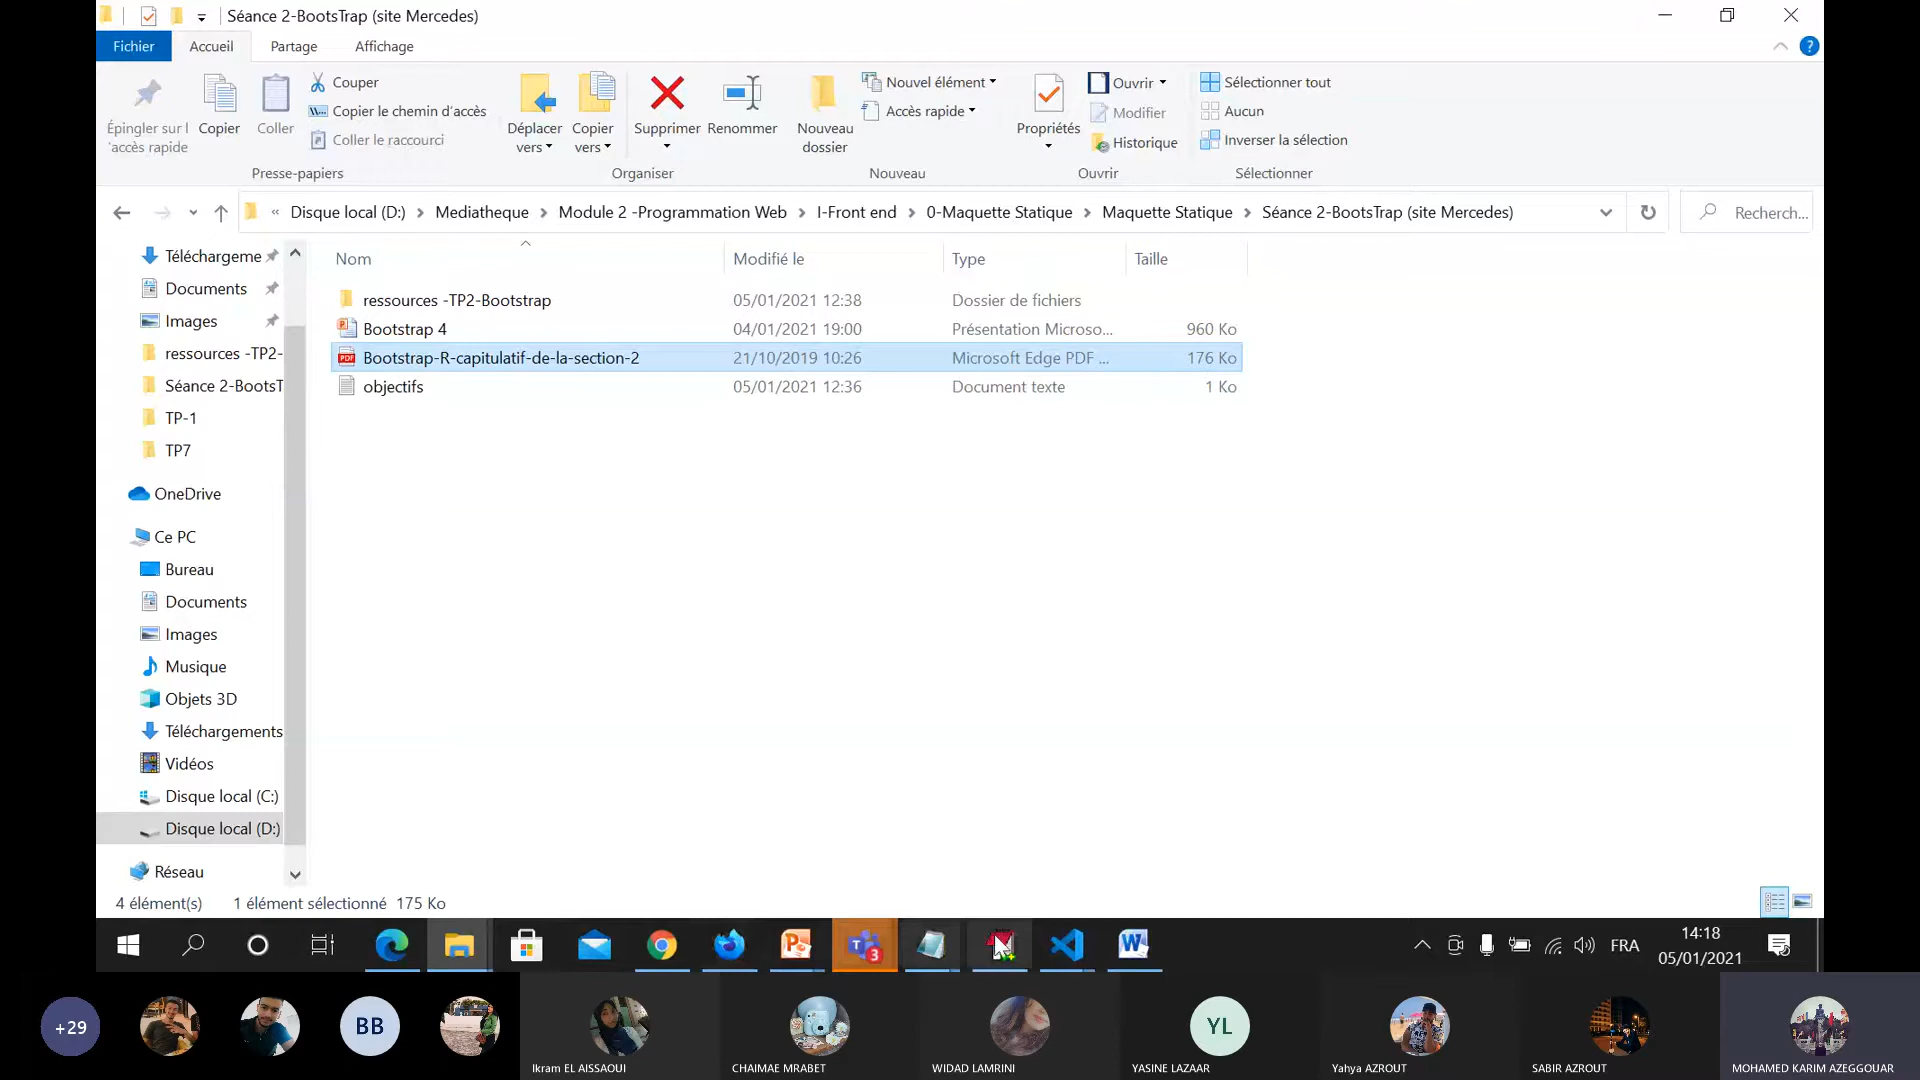 Séance 2-BootsTrap (site Mercedes)
Fichier Accueil Partage Affichage
Épingler sur l
'accès rapide
Copier
Coller
Couper
Copier le chemin d'accès
Coller le raccourci
Presse-papiers
Déplacer
vers
Copier
vers
Supprimer
Renommer
Organiser
Nouveau
dossier
Nouvel élément
Accès rapide
Nouveau
Propriétés
Ouvrir
Modifier
Historique
Ouvrir
Sélectionner tout
Aucun
Inverser la sélection
Sélectionner
« Disque local (D:) > Mediatheque > Module 2 -Programmation Web > I-Front end > 0-Maquette Statique > Maquette Statique > Séance 2-BootsTrap (site Mercedes)
Recherch...
Téléchargeme
Documents
Images
ressources -TP2-
Séance 2-BootsT
TP-1
TP7
OneDrive
Ce PC
Bureau
Documents
Images
Musique
Objets 3D
Téléchargements
Vidéos
Disque local (C:)
Disque local (D:)
Réseau
Nom Modifié le Type Taille
ressources -TP2-Bootstrap 05/01/2021 12:38 Dossier de fichiers
Bootstrap 4 04/01/2021 19:00 Présentation Microso... 960 Ko
Bootstrap-R-capitulatif-de-la-section-2 21/10/2019 10:26 Microsoft Edge PDF ... 176 Ko
objectifs 05/01/2021 12:36 Document texte 1 Ko
4 élément(s) 1 élément sélectionné 175 Ko
3
FRA
14:18
05/01/2021
+29
BB
YL
Ikram EL AISSAOUI
CHAIMAE MRABET
WIDAD LAMRINI
YASINE LAZAAR
Yahya AZROUT
SABIR AZROUT
MOHAMED KARIM AZEGGOUAR